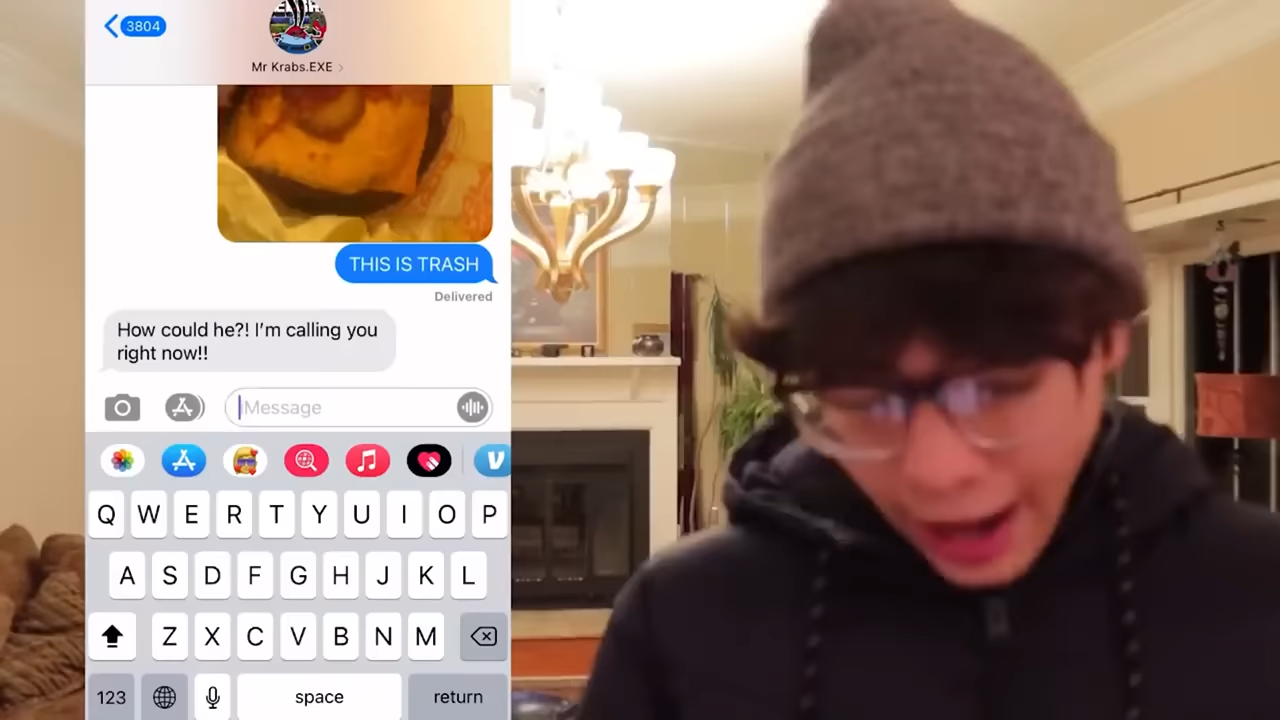 3804
Mr Krabs.EXE
THIS IS TRASH
Delivered
How could he?! I’m calling you
right now!!
Message
Q W E R T Y U I O P
A S D F G H J K L
Z X C V B N M
123 space return